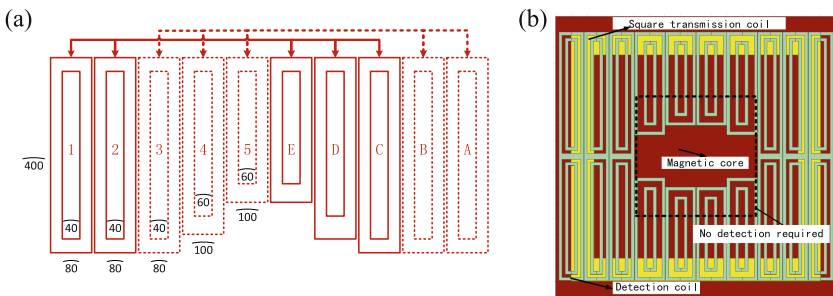 (a)
(b)
1 2 3 4 5 E D C B A
400
40 40 40 60 60
80 80 80 100 100
Square transmission coil
Magnetic core
No detection required
Detection coil